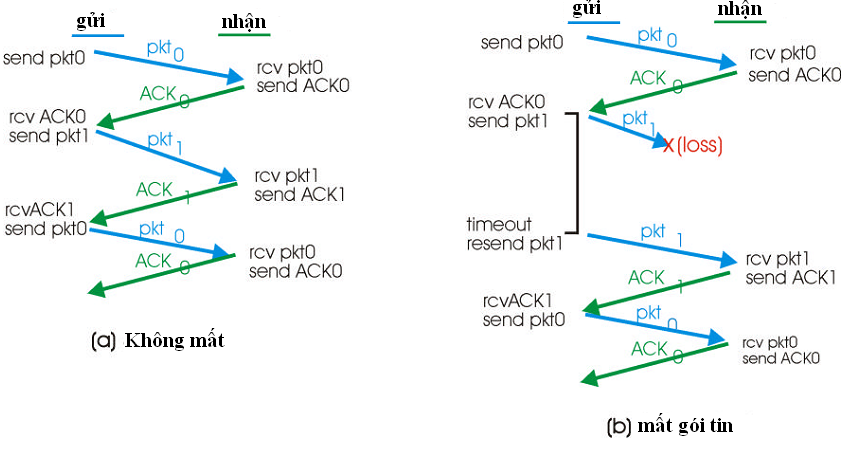 gửi
nhận
send pkt0
pkt 0
rcv pkt0
send ACK0
ACK 0
rcv ACK0
send pkt1
pkt 1
rcv pkt1
send ACK1
ACK 1
rcvACK1
send pkt0
pkt 0
rcv pkt0
send ACK0
ACK 0
(a) Không mất
gửi
nhận
send pkt0
pkt 0
rcv pkt0
send ACK0
ACK 0
rcv ACK0
send pkt1
pkt 1
X (loss)
timeout
resend pkt1
pkt 1
rcv pkt1
send ACK1
ACK 1
rcvACK1
send pkt0
pkt 0
rcv pkt0
send ACK0
ACK 0
(b) mất gói tin